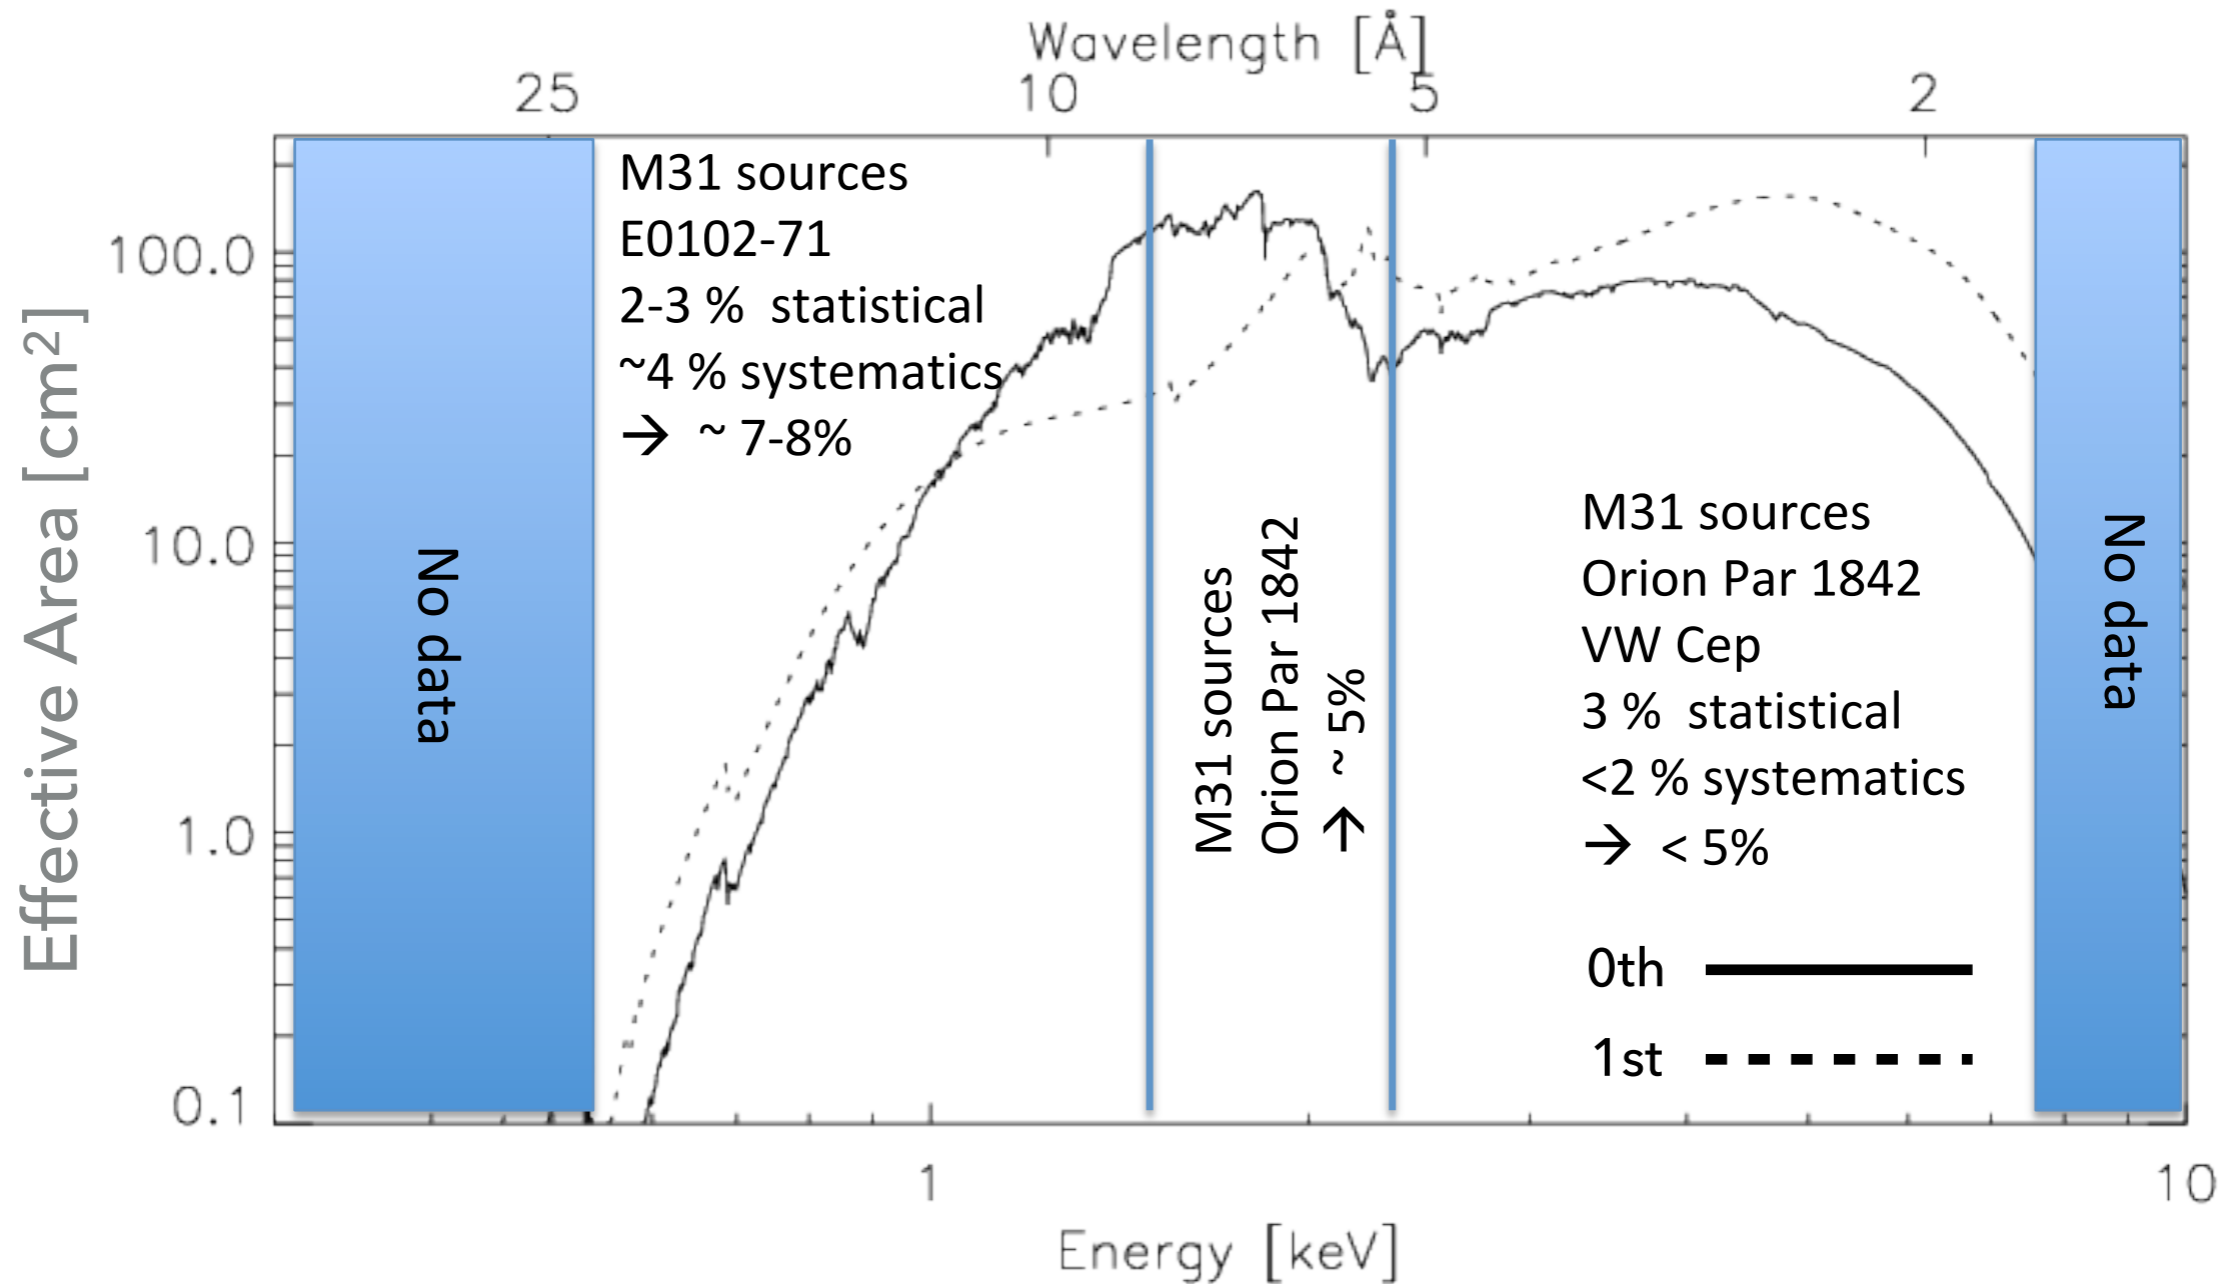 Wavelength [Å]
25 10 5 2
Effective Area [cm²]
100.0
10.0
1.0
0.1
No data
M31 sources
E0102-71
2-3 % statistical
~4 % systematics
→ ~ 7-8%
M31 sources
Orion Par 1842
→ ~ 5%
M31 sources
Orion Par 1842
VW Cep
3 % statistical
<2 % systematics
→ < 5%
0th
1st
No data
1 10
Energy [keV]